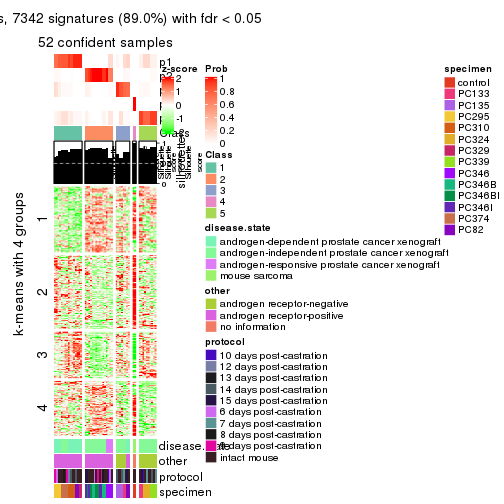 s, 7342 signatures (89.0%) with fdr < 0.05
52 confident samples
k-means with 4 groups
1
2
3
4
p1
z-score
2
1
0
-1
Prob
1
0.8
0.6
0.4
0.2
0
Class
1
2
3
4
5
disease.state
androgen-dependent prostate cancer xenograft
androgen-independent prostate cancer xenograft
androgen-responsive prostate cancer xenograft
mouse sarcoma
other
androgen receptor-negative
androgen receptor-positive
no information
protocol
10 days post-castration
12 days post-castration
13 days post-castration
14 days post-castration
15 days post-castration
6 days post-castration
7 days post-castration
8 days post-castration
9 days post-castration
intact mouse
other
protocol
specimen
specimen
control
PC133
PC135
PC295
PC310
PC324
PC329
PC339
PC346
PC346B
PC346BI
PC346I
PC374
PC82